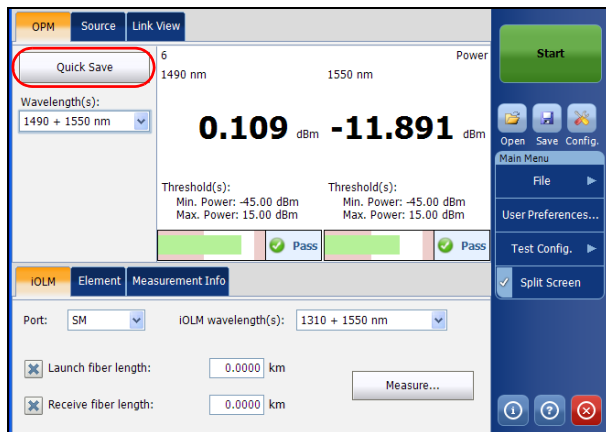 OPM Source Link View
Quick Save
6 Power
1490 nm 1550 nm
Wavelength(s):
1490 + 1550 nm
0.109 dBm -11.891 dBm
Threshold(s): Threshold(s):
Min. Power: -45.00 dBm Min. Power: -45.00 dBm
Max. Power: 15.00 dBm Max. Power: 15.00 dBm
Pass Pass
iOLM Element Measurement Info
Port: SM iOLM wavelength(s): 1310 + 1550 nm
Launch fiber length: 0.0000 km
Measure...
Receive fiber length: 0.0000 km
Start
Open Save Config.
Main Menu
File
User Preferences...
Test Config.
Split Screen